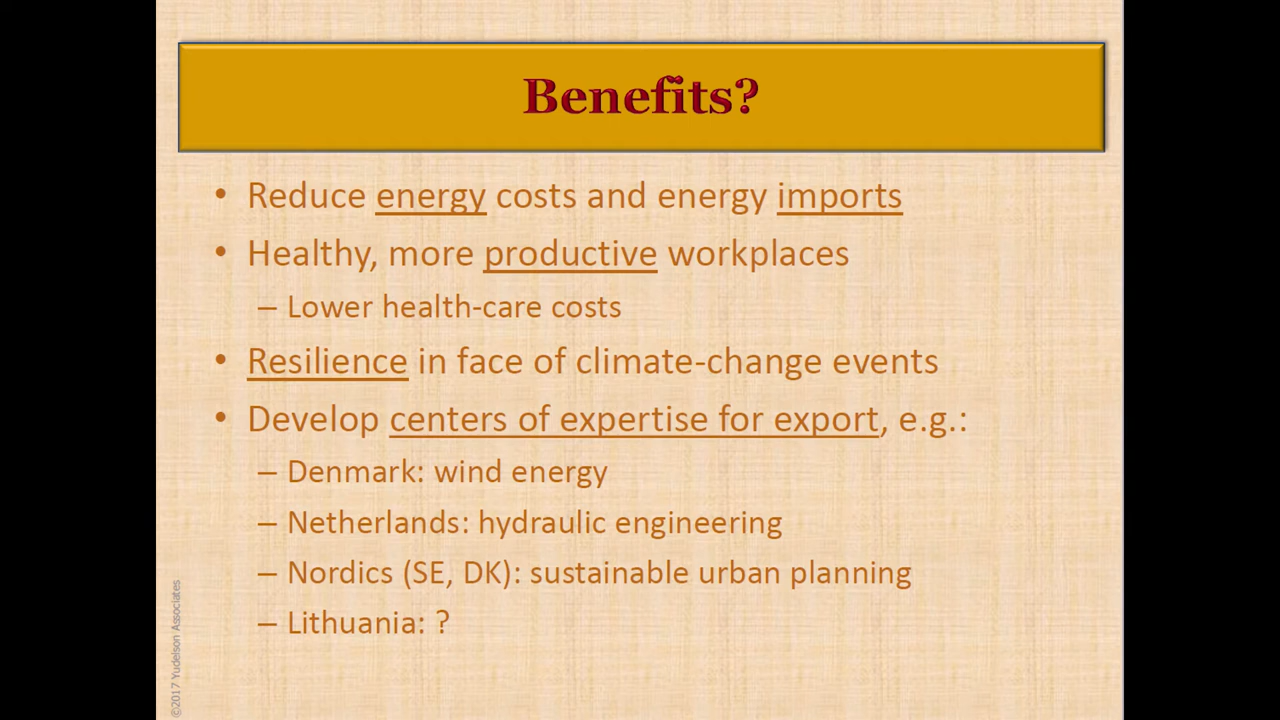 Benefits?
• Reduce energy costs and energy imports
• Healthy, more productive workplaces
– Lower health-care costs
• Resilience in face of climate-change events
• Develop centers of expertise for export, e.g.:
– Denmark: wind energy
– Netherlands: hydraulic engineering
– Nordics (SE, DK): sustainable urban planning
– Lithuania: ?
©2017 Yudelson Associates